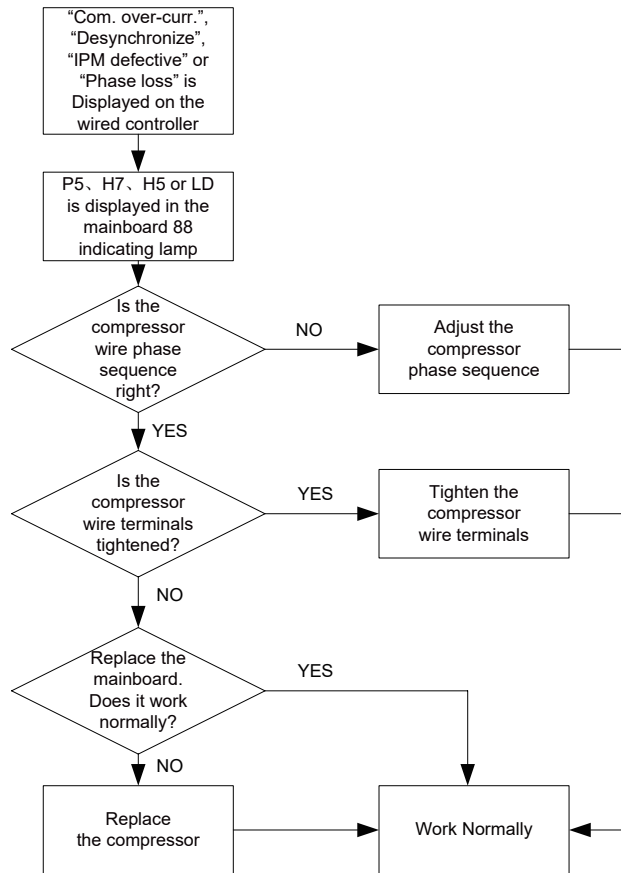 “Com. over-curr.”,
“Desynchronize”,
“IPM defective” or
“Phase loss” is
Displayed on the
wired controller
P5、H7、H5 or LD
is displayed in the
mainboard 88
indicating lamp
Is the
compressor
wire phase
sequence
right?
NO
Adjust the
compressor
phase sequence
YES
Is the
compressor
wire terminals
tightened?
YES
Tighten the
compressor
wire terminals
NO
Replace the
mainboard.
Does it work
normally?
YES
NO
Replace
the compressor
Work Normally